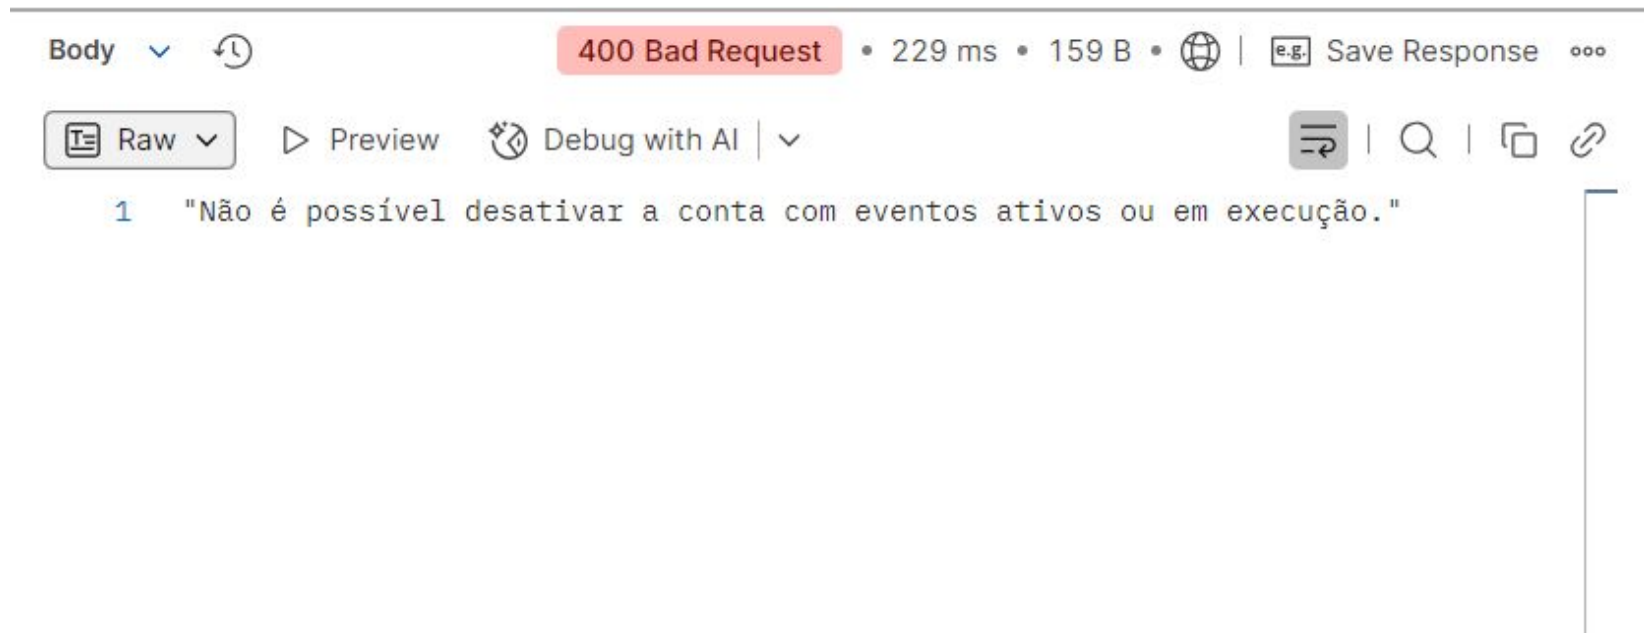 Body
400 Bad Request • 229 ms • 159 B • e.g. Save Response
Raw Preview Debug with AI
1 "Não é possível desativar a conta com eventos ativos ou em execução."